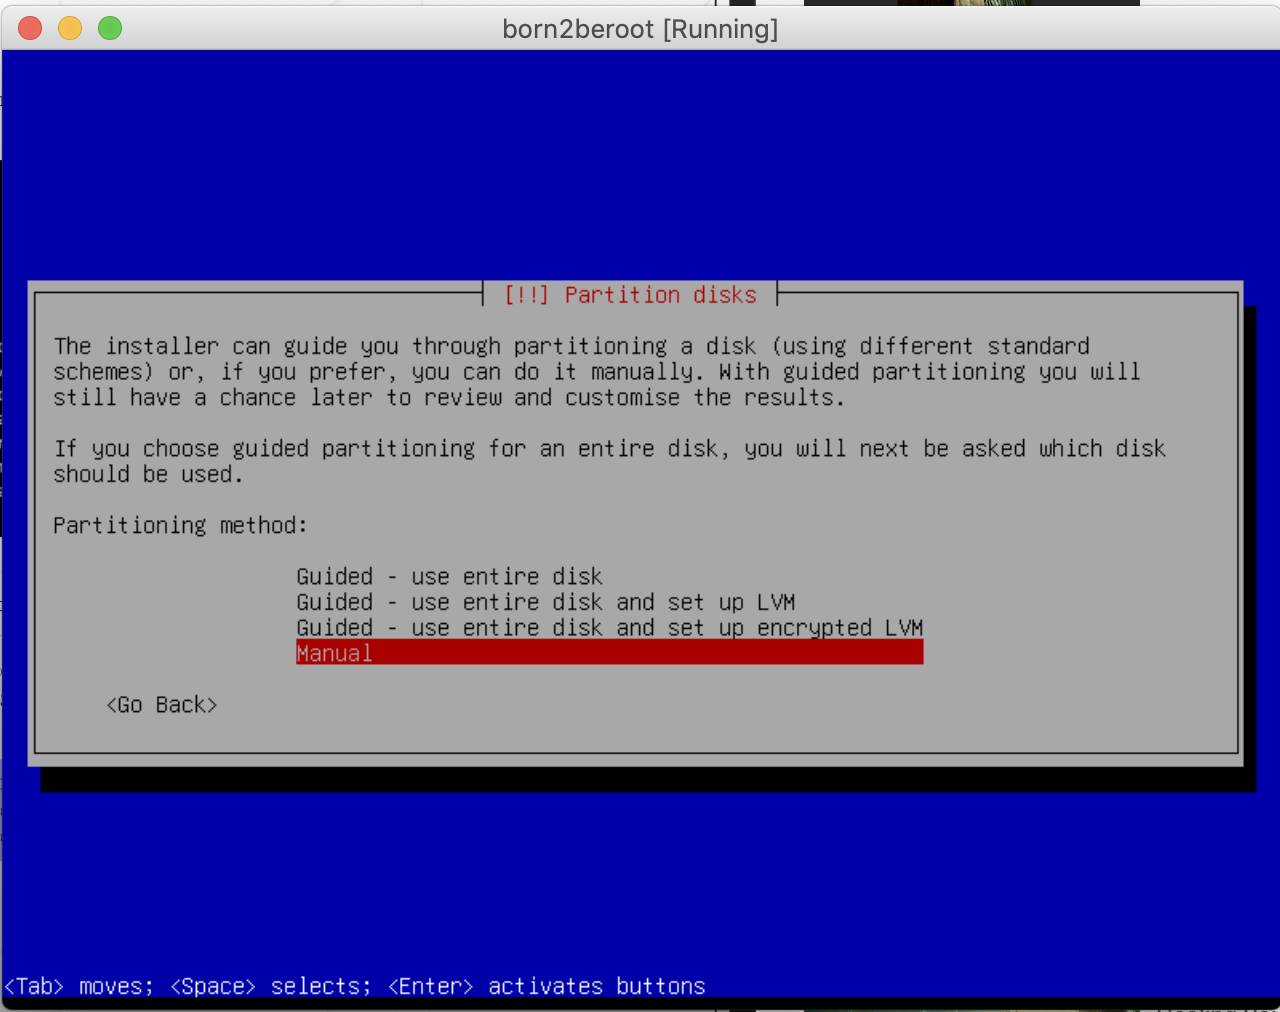 born2beroot [Running]
[!!] Partition disks
The installer can guide you through partitioning a disk (using different standard
schemes) or, if you prefer, you can do it manually. With guided partitioning you will
still have a chance later to review and customise the results.
If you choose guided partitioning for an entire disk, you will next be asked which disk
should be used.
Partitioning method:
Guided - use entire disk
Guided - use entire disk and set up LVM
Guided - use entire disk and set up encrypted LVM
Manual
<Go Back>
<Tab> moves; <Space> selects; <Enter> activates buttons